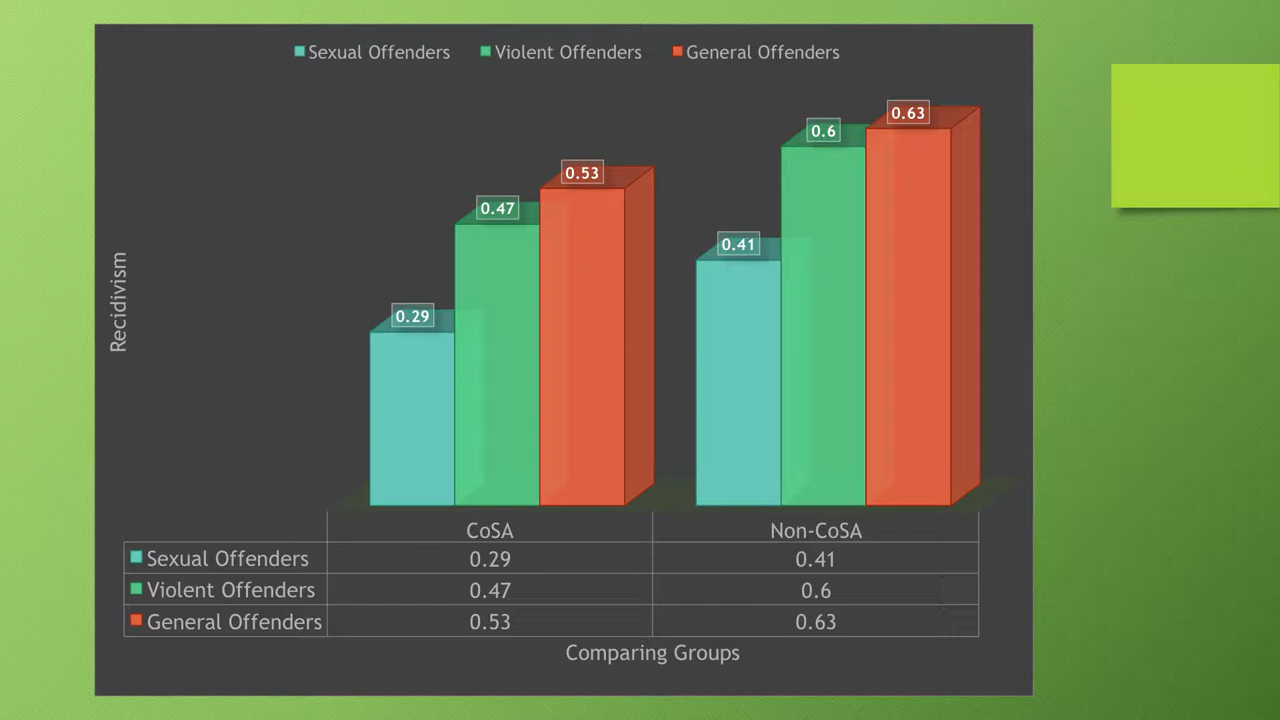 Sexual Offenders Violent Offenders General Offenders
0.63
0.6
0.53
0.47
0.41
0.29
Recidivism
CoSA Non-CoSA
Sexual Offenders 0.29 0.41
Violent Offenders 0.47 0.6
General Offenders 0.53 0.63
Comparing Groups